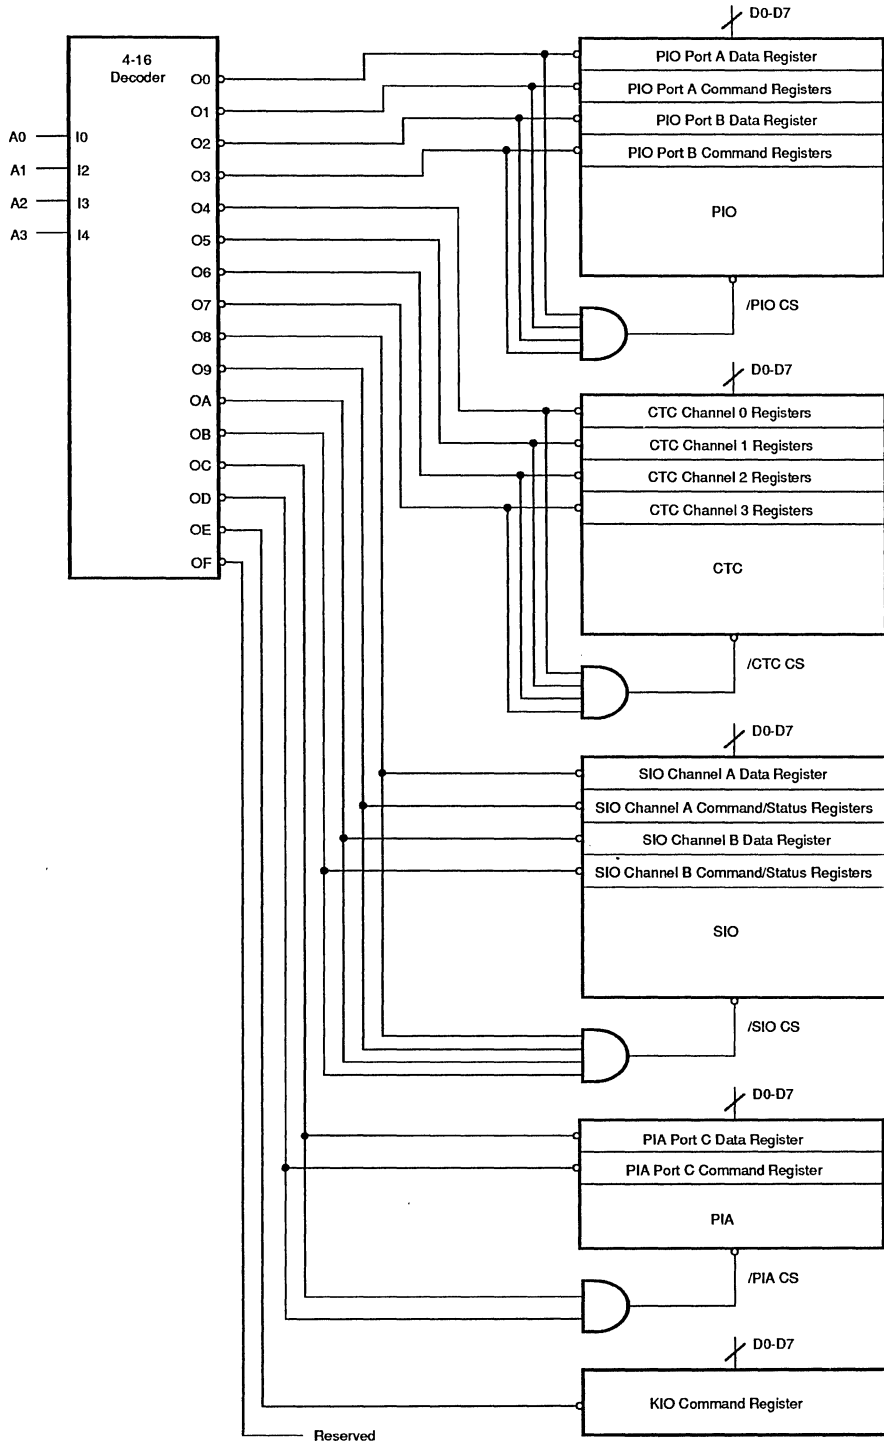 4-16
Decoder
A0
A1
A2
A3
I0
I2
I3
I4
O0
O1
O2
O3
O4
O5
O6
O7
O8
O9
OA
OB
OC
OD
OE
OF
D0-D7
PIO Port A Data Register
PIO Port A Command Registers
PIO Port B Data Register
PIO Port B Command Registers
PIO
/PIO CS
D0-D7
CTC Channel 0 Registers
CTC Channel 1 Registers
CTC Channel 2 Registers
CTC Channel 3 Registers
CTC
/CTC CS
D0-D7
SIO Channel A Data Register
SIO Channel A Command/Status Registers
SIO Channel B Data Register
SIO Channel B Command/Status Registers
SIO
/SIO CS
D0-D7
PIA Port C Data Register
PIA Port C Command Register
PIA
/PIA CS
D0-D7
KIO Command Register
Reserved